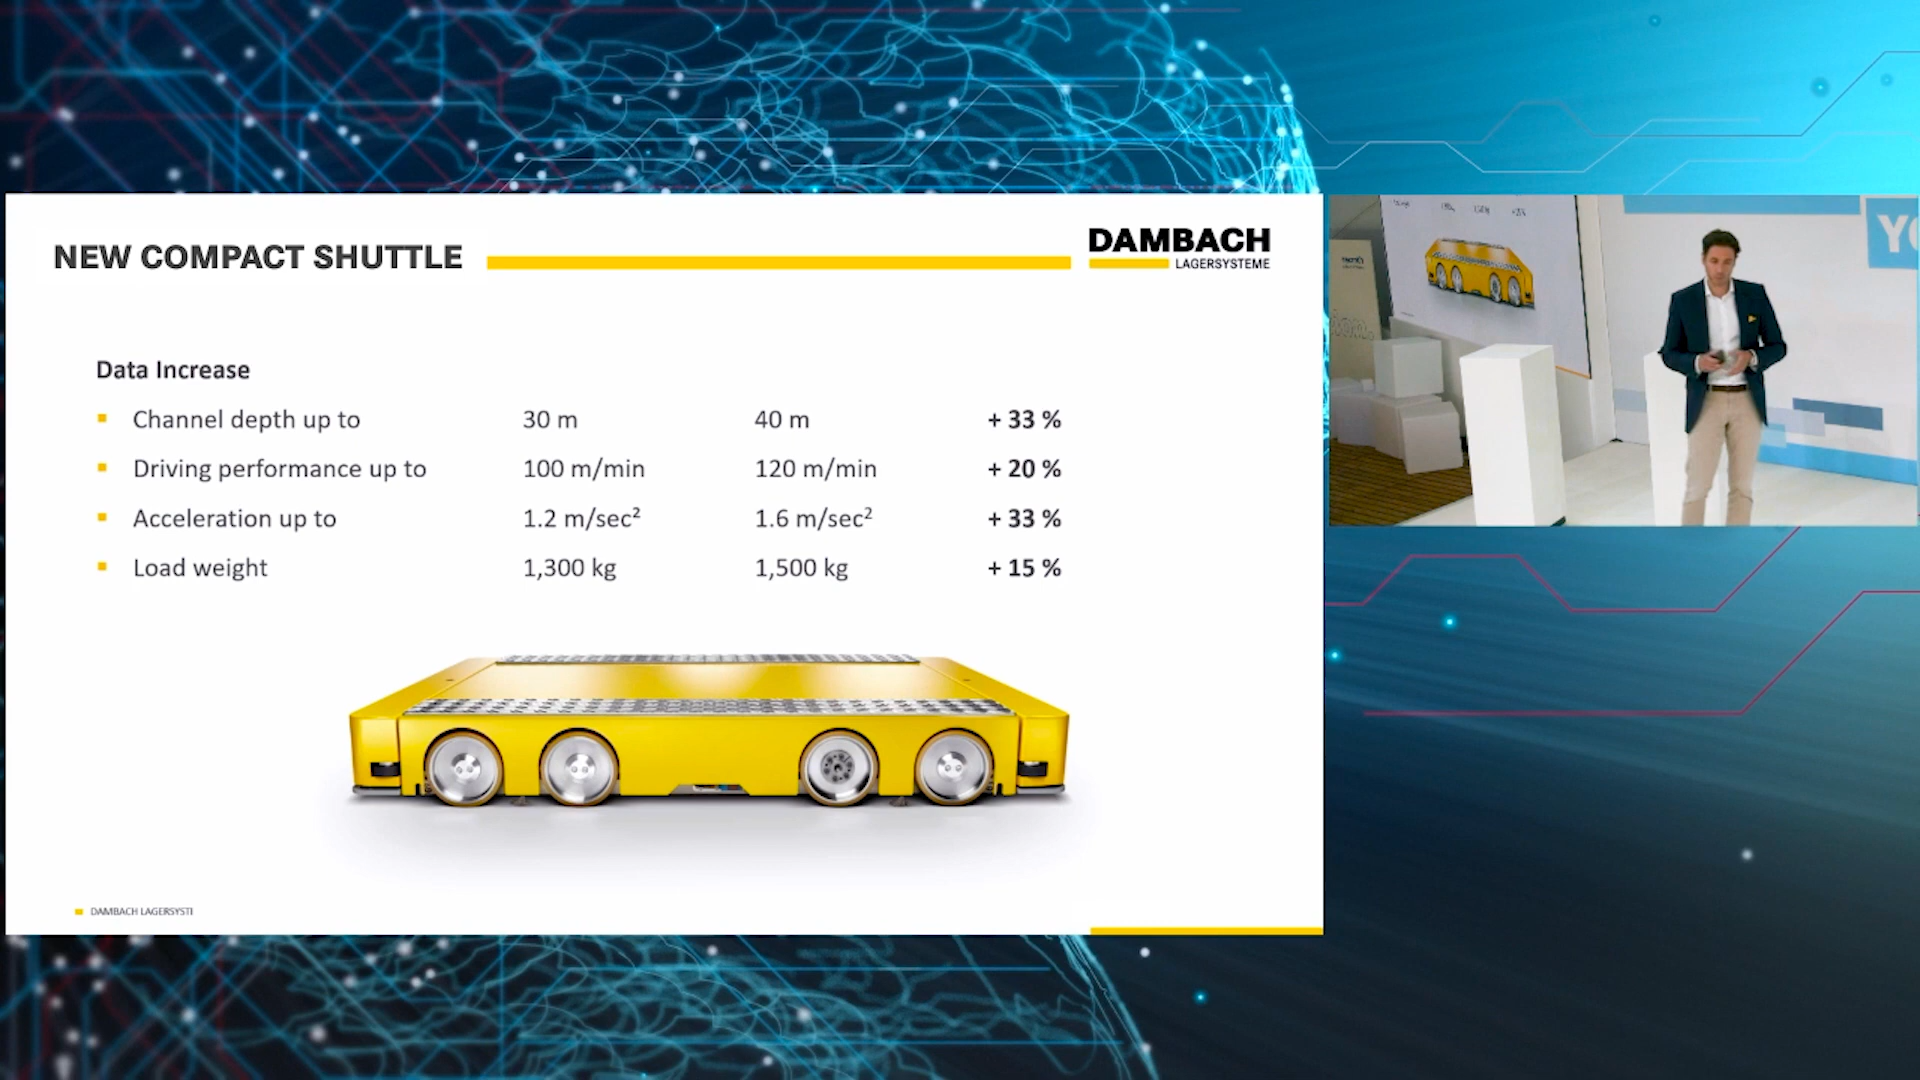 NEW COMPACT SHUTTLE
DAMBACH
LAGERSYSTEME
Data Increase
Channel depth up to 30 m 40 m + 33 %
Driving performance up to 100 m/min 120 m/min + 20 %
Acceleration up to 1.2 m/sec² 1.6 m/sec² + 33 %
Load weight 1,300 kg 1,500 kg + 15 %
DAMBACH LAGERSYSTI
YO